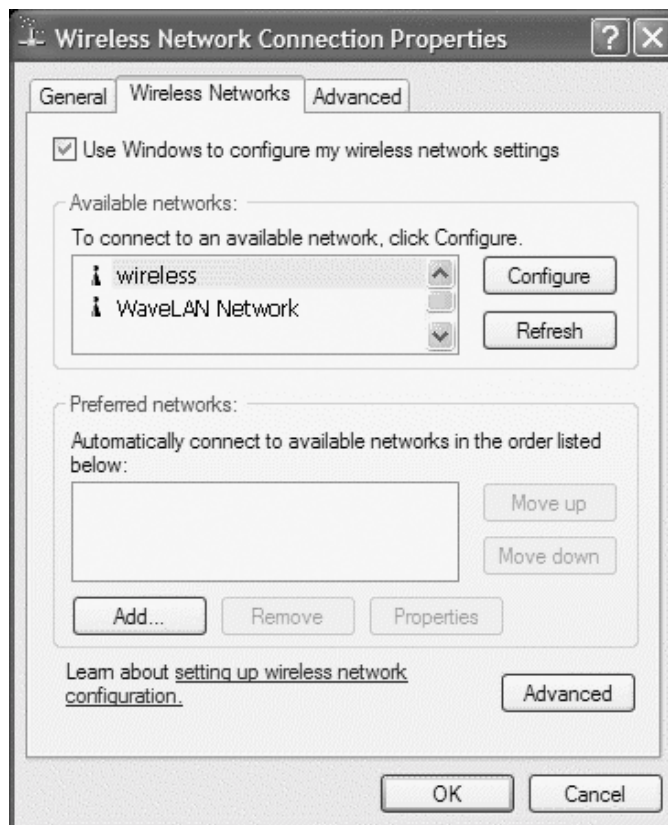 Wireless Network Connection Properties
General
Wireless Networks
Advanced
Use Windows to configure my wireless network settings
Available networks:
To connect to an available network, click Configure.
wireless
WaveLAN Network
Configure
Refresh
Preferred networks:
Automatically connect to available networks in the order listed
below:
Move up
Move down
Add...
Remove
Properties
Learn about setting up wireless network
configuration.
Advanced
OK
Cancel